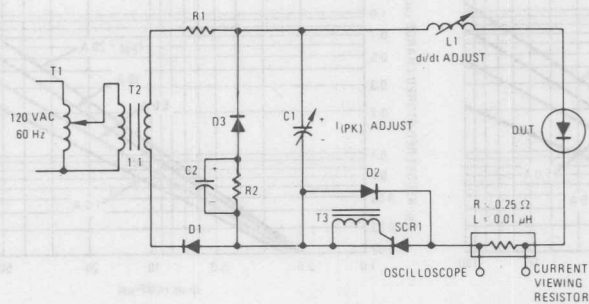 R1
L1
di/dt ADJUST
T1
T2
120 VAC
60 Hz
1:1
D3
C1
+
-
I(PK) ADJUST
D.U.T.
C2
+
-
R2
D2
T3
SCR1
D1
R < 0.25 Ω
L < 0.01 μH
OSCILLOSCOPE
CURRENT
VIEWING
RESISTOR